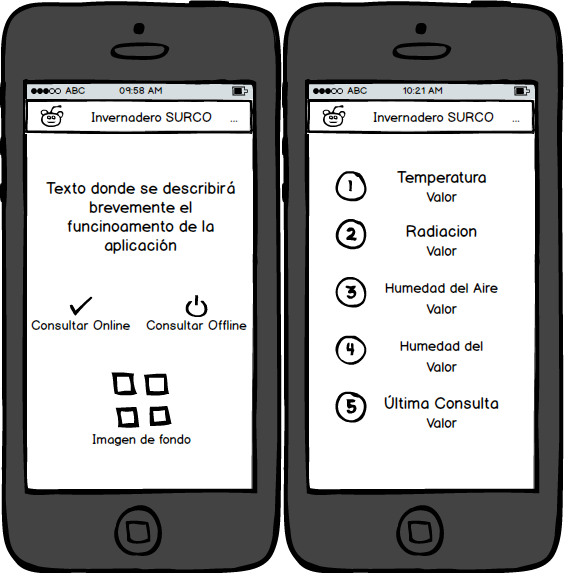 ABC 09:58 AM
Invernadero SURCO ...
Texto donde se describirá
brevemente el
funcinoamento de la
aplicación
Consultar Online Consultar Offline
Imagen de fondo
ABC 10:21 AM
Invernadero SURCO ...
1 Temperatura
Valor
2 Radiacion
Valor
3 Humedad del Aire
Valor
4 Humedad del
Valor
5 Última Consulta
Valor